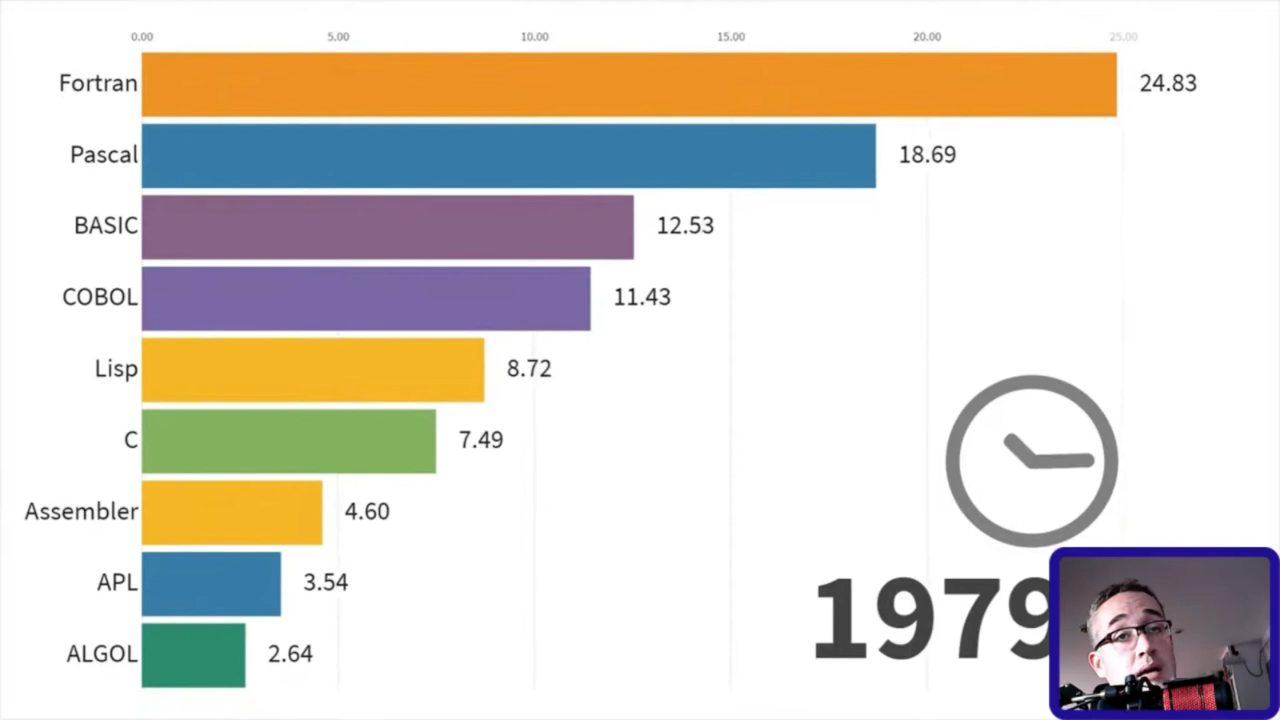 0.00 5.00 10.00 15.00 20.00 25.00
Fortran 24.83
Pascal 18.69
BASIC 12.53
COBOL 11.43
Lisp 8.72
C 7.49
Assembler 4.60
APL 3.54
ALGOL 2.64
1979